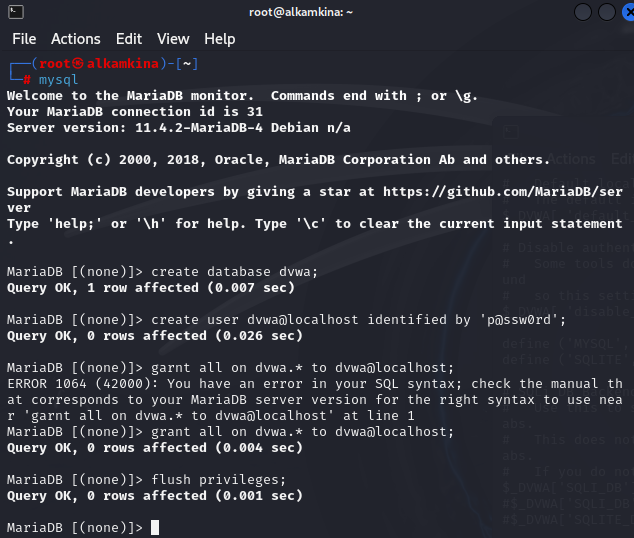 root@alkamkina: ~
File Actions Edit View Help
┌──(root㉿alkamkina)-[~]
└─# mysql
Welcome to the MariaDB monitor.  Commands end with ; or \g.
Your MariaDB connection id is 31
Server version: 11.4.2-MariaDB-4 Debian n/a
Copyright (c) 2000, 2018, Oracle, MariaDB Corporation Ab and others.
Support MariaDB developers by giving a star at https://github.com/MariaDB/ser
ver
Type 'help;' or '\h' for help. Type '\c' to clear the current input statement
.
MariaDB [(none)]> create database dvwa;
Query OK, 1 row affected (0.007 sec)
MariaDB [(none)]> create user dvwa@localhost identified by 'p@ssw0rd';
Query OK, 0 rows affected (0.026 sec)
MariaDB [(none)]> garnt all on dvwa.* to dvwa@localhost;
ERROR 1064 (42000): You have an error in your SQL syntax; check the manual th
at corresponds to your MariaDB server version for the right syntax to use nea
r 'garnt all on dvwa.* to dvwa@localhost' at line 1
MariaDB [(none)]> grant all on dvwa.* to dvwa@localhost;
Query OK, 0 rows affected (0.004 sec)
MariaDB [(none)]> flush privileges;
Query OK, 0 rows affected (0.001 sec)
MariaDB [(none)]>